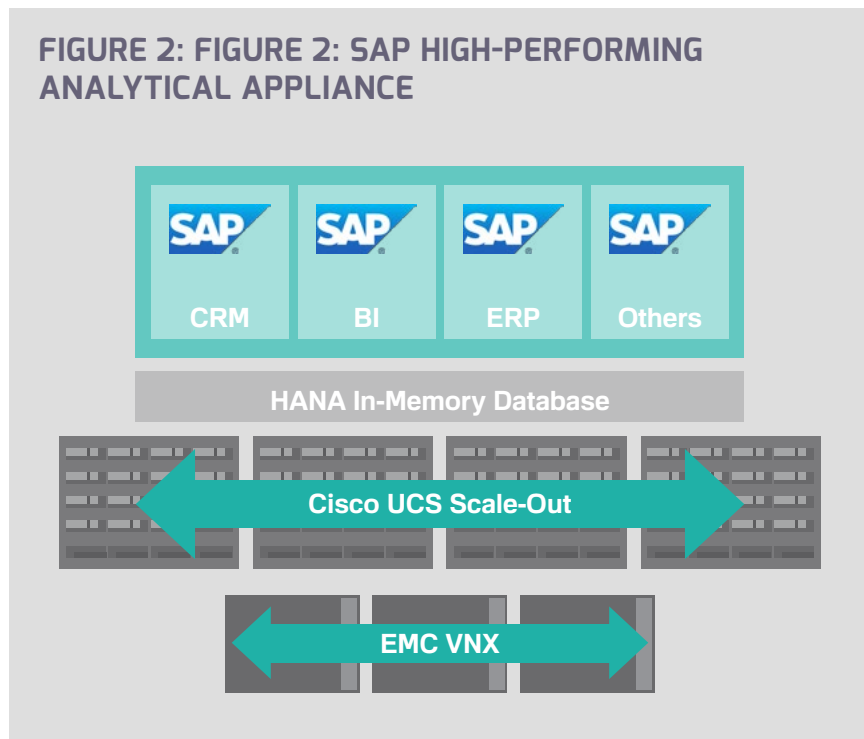 FIGURE 2: FIGURE 2: SAP HIGH-PERFORMING
ANALYTICAL APPLIANCE
SAP ® SAP ® SAP ® SAP ®
CRM BI ERP Others
HANA In-Memory Database
Cisco UCS Scale-Out
EMC VNX